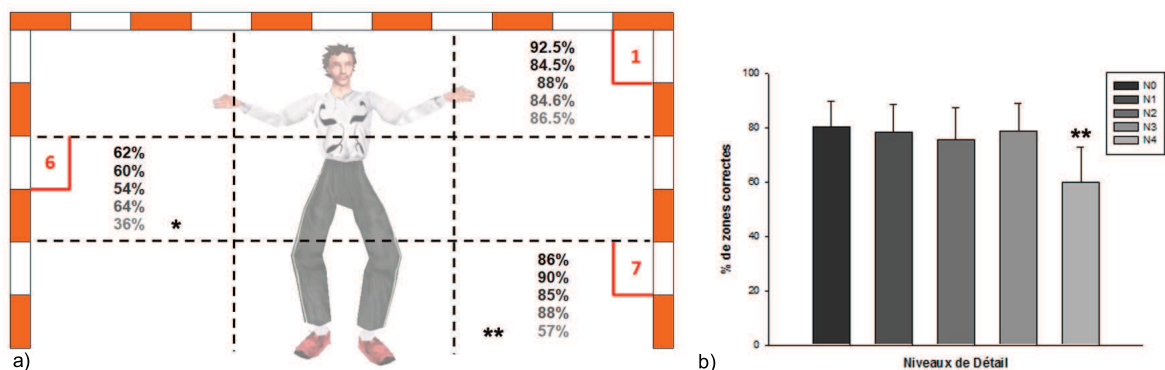 1
92.5%
84.5%
88%
84.6%
86.5%
6
62%
60%
54%
64%
36% *
7
86%
90%
85%
88%
57%
**
a)
% de zones correctes
100
80
60
40
20
0
**
N0
N1
N2
N3
N4
Niveaux de Détail
b)